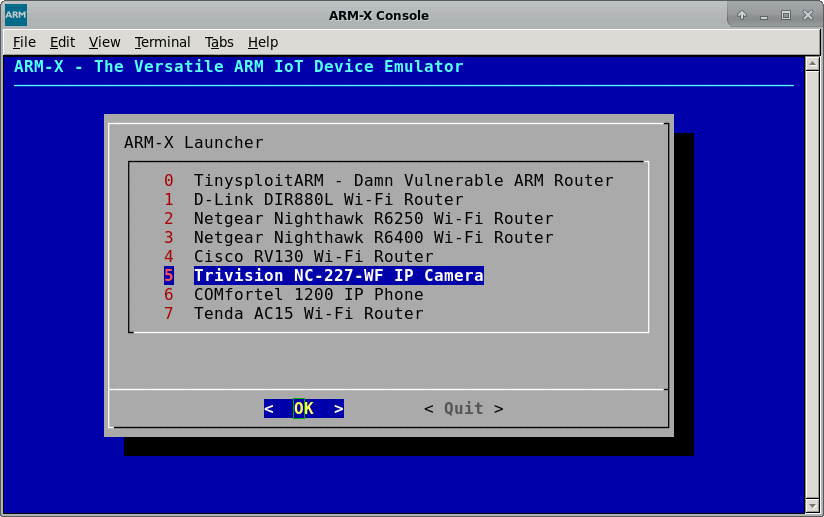 ARM ARM-X Console
File Edit View Terminal Tabs Help
ARM-X - The Versatile ARM IoT Device Emulator
ARM-X Launcher
0 TinysploitARM - Damn Vulnerable ARM Router
1 D-Link DIR880L Wi-Fi Router
2 Netgear Nighthawk R6250 Wi-Fi Router
3 Netgear Nighthawk R6400 Wi-Fi Router
4 Cisco RV130 Wi-Fi Router
5 Trivision NC-227-WF IP Camera
6 COMfortel 1200 IP Phone
7 Tenda AC15 Wi-Fi Router
< OK > < Quit >